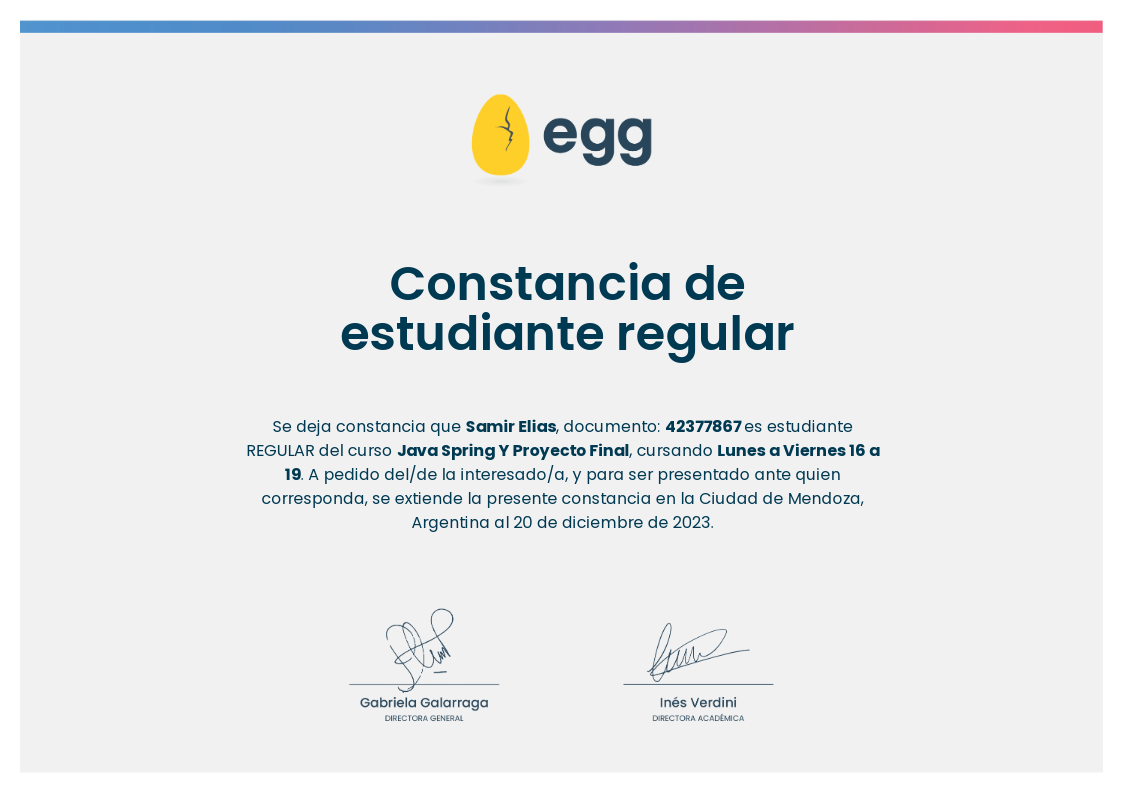 egg
Constancia de
estudiante regular
Se deja constancia que Samir Elias, documento: 42377867 es estudiante
REGULAR del curso Java Spring Y Proyecto Final, cursando Lunes a Viernes 16 a
19. A pedido del/de la interesado/a, y para ser presentado ante quien
corresponda, se extiende la presente constancia en la Ciudad de Mendoza,
Argentina al 20 de diciembre de 2023.
Gabriela Galarraga
DIRECTORA GENERAL
Inés Verdini
DIRECTORA ACADÉMICA